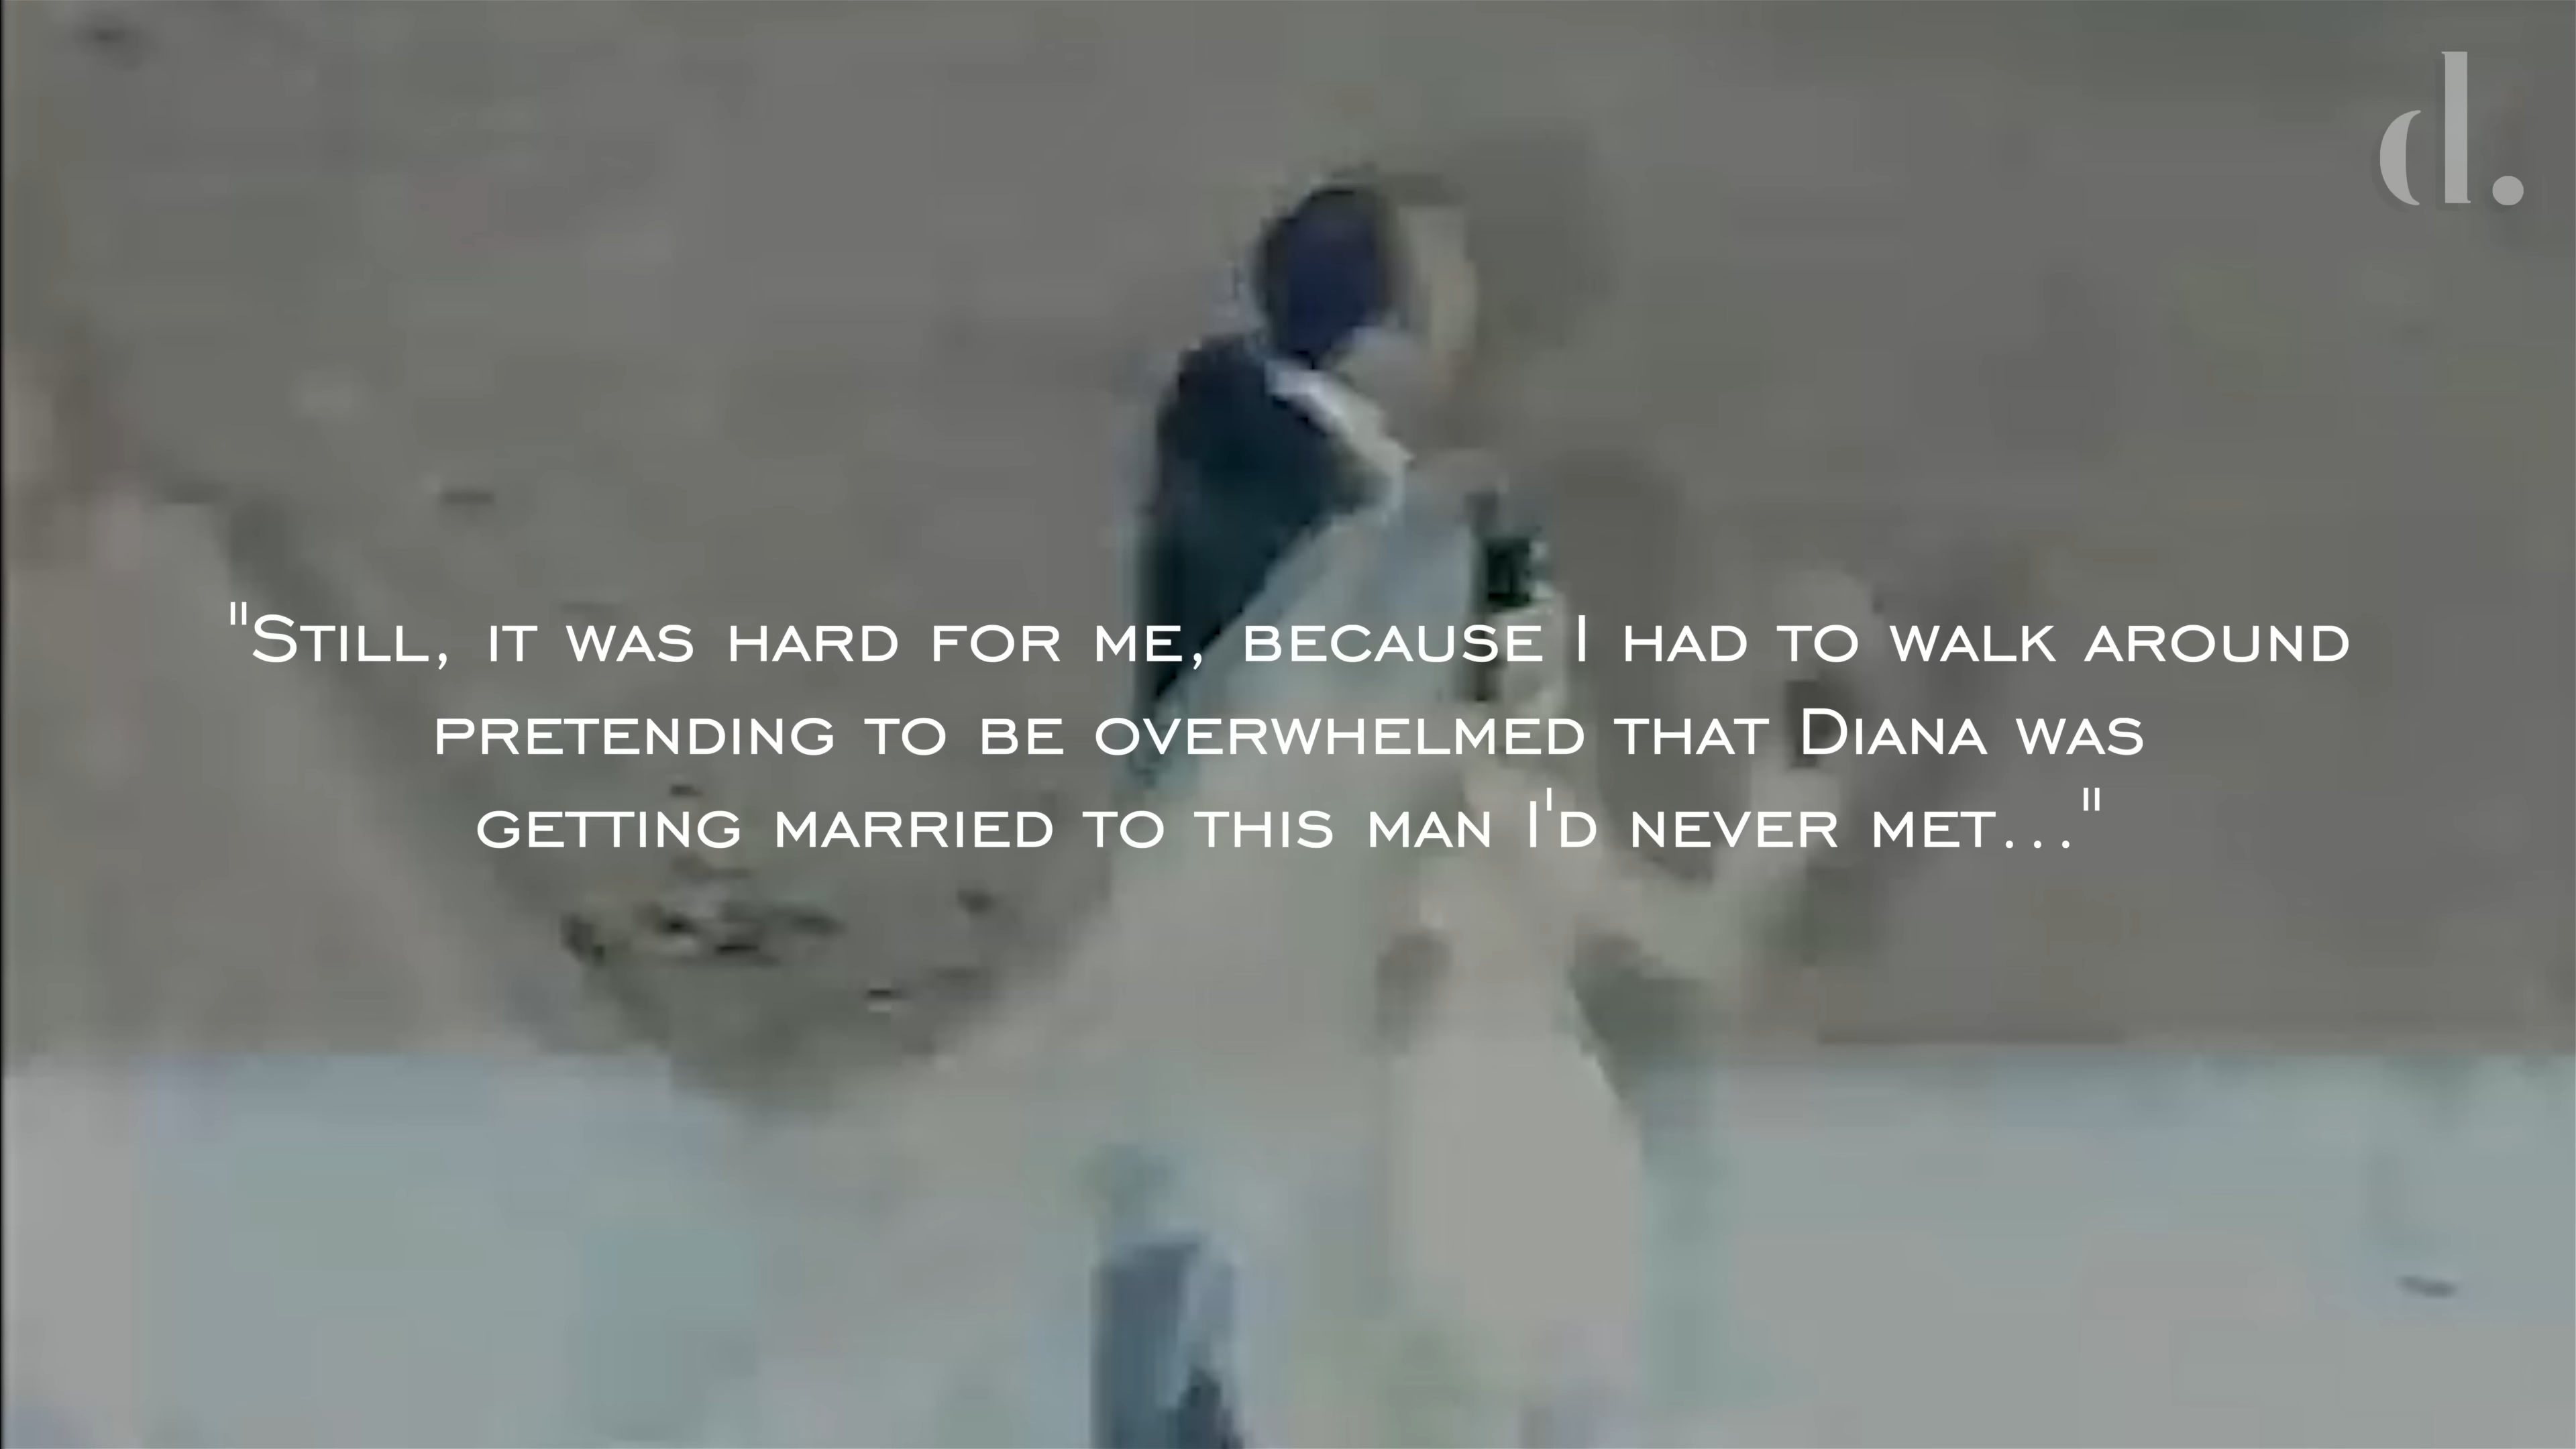 d.
"Still, it was hard for me, because I had to walk around
pretending to be overwhelmed that Diana was
getting married to this man I'd never met..."